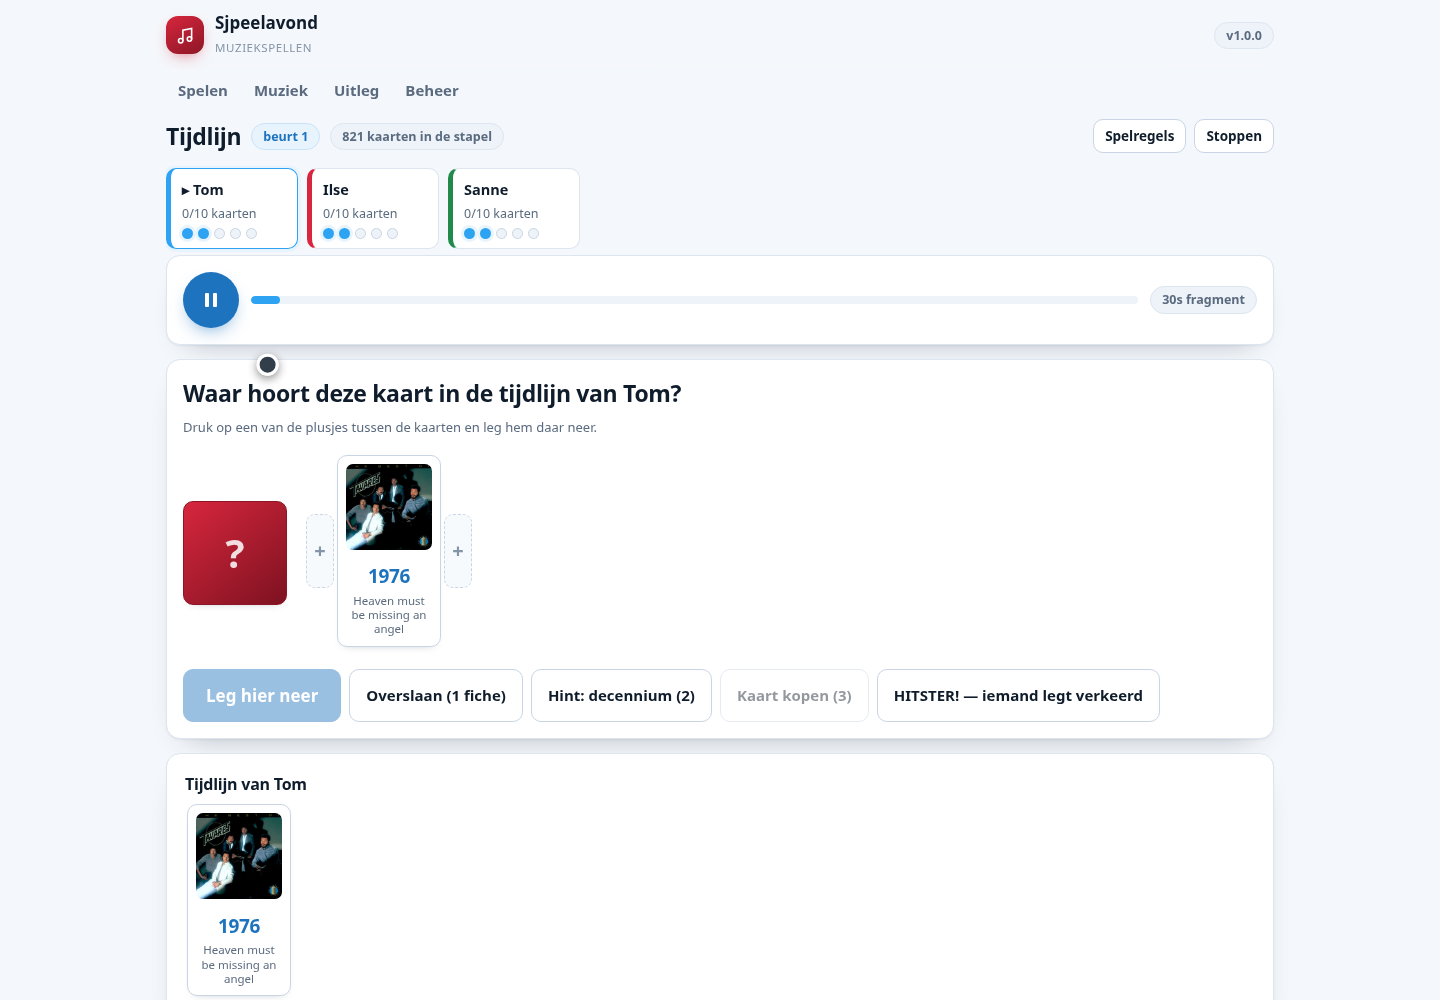 Sjpeelavond
MUZIEKSPELLEN
v1.0.0
Spelen Muziek Uitleg Beheer
Tijdlijn beurt 1 821 kaarten in de stapel Spelregels Stoppen
▸ Tom
0/10 kaarten
Ilse
0/10 kaarten
Sanne
0/10 kaarten
30s fragment
Waar hoort deze kaart in de tijdlijn van Tom?
Druk op een van de plusjes tussen de kaarten en leg hem daar neer.
?
+
TAVARES
1976
Heaven must
be missing an
angel
+
Leg hier neer Overslaan (1 fiche) Hint: decennium (2) Kaart kopen (3) HITSTER! — iemand legt verkeerd
Tijdlijn van Tom
TAVARES
1976
Heaven must
be missing an
angel